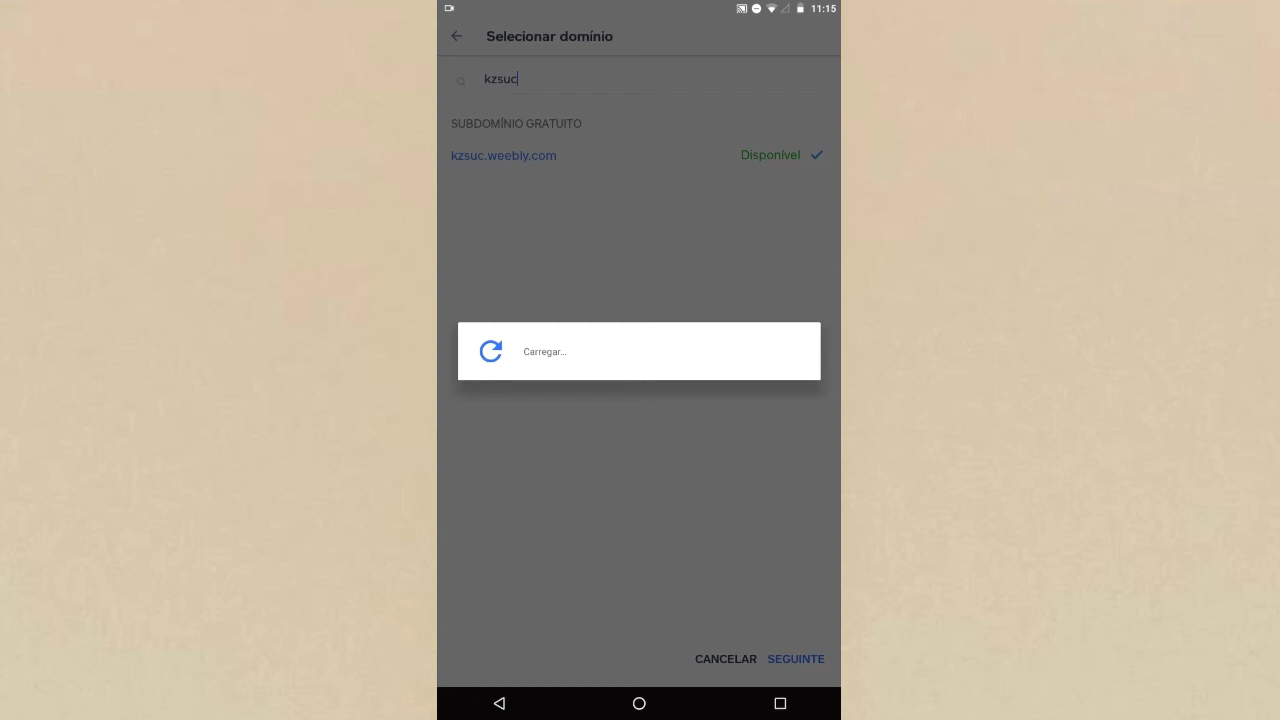 11:15
Selecionar domínio
kzsuc
SUBDOMÍNIO GRATUITO
kzsuc.weebly.com Disponível
Carregar...
CANCELAR SEGUINTE